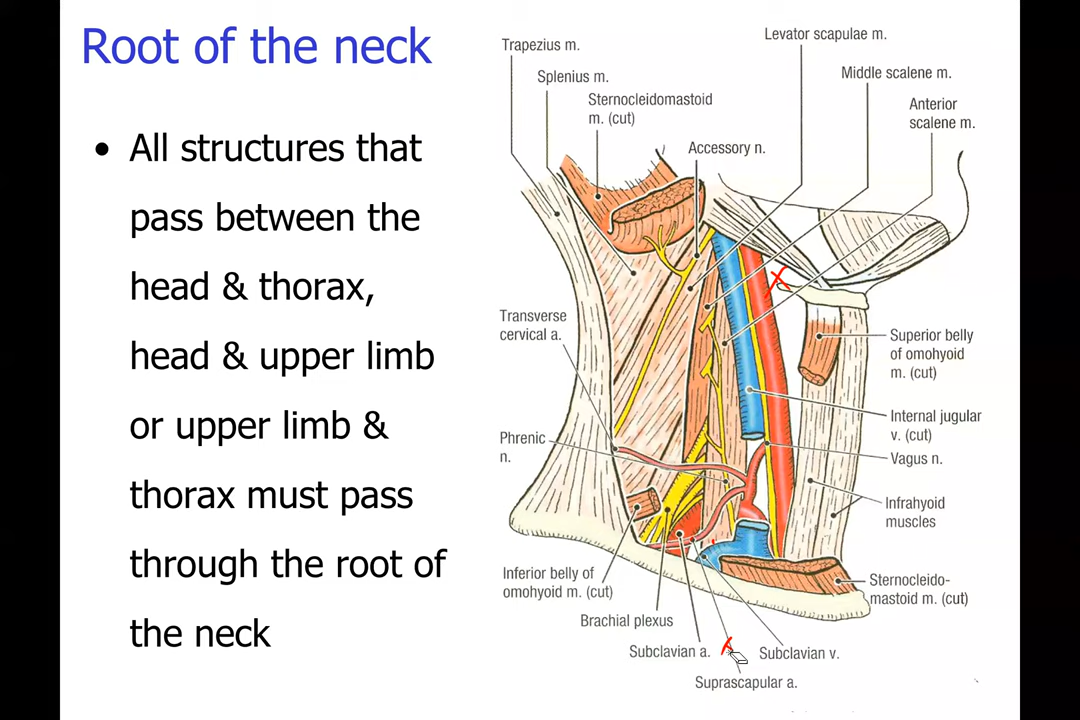 Root of the neck
• All structures that
pass between the
head & thorax,
head & upper limb
or upper limb &
thorax must pass
through the root of
the neck
Trapezius m.
Splenius m.
Sternocleidomastoid
m. (cut)
Accessory n.
Levator scapulae m.
Middle scalene m.
Anterior
scalene m.
Transverse
cervical a.
Phrenic
n.
Inferior belly of
omohyoid m. (cut)
Brachial plexus
Subclavian a.
Suprascapular a.
Subclavian v.
Superior belly
of omohyoid
m. (cut)
Internal jugular
v. (cut)
Vagus n.
Infrahyoid
muscles
Sternocleido-
mastoid m. (cut)